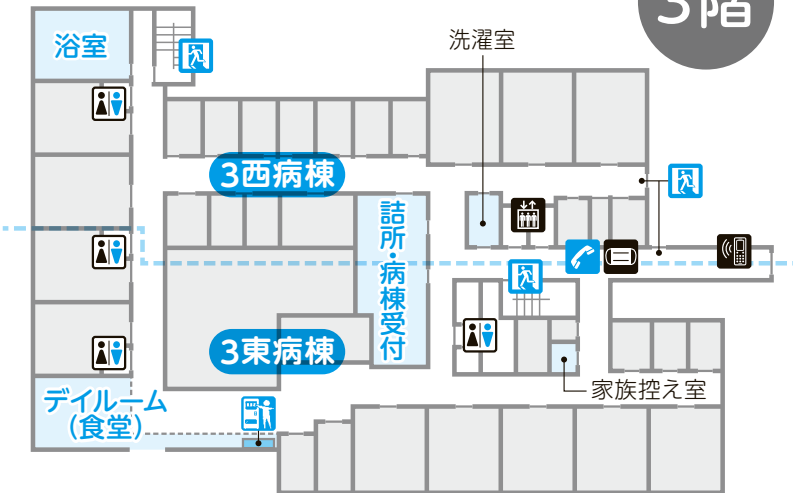 3階
浴室
洗濯室
3西病棟
詰所・病棟受付
3東病棟
家族控え室
デイルーム
(食堂)